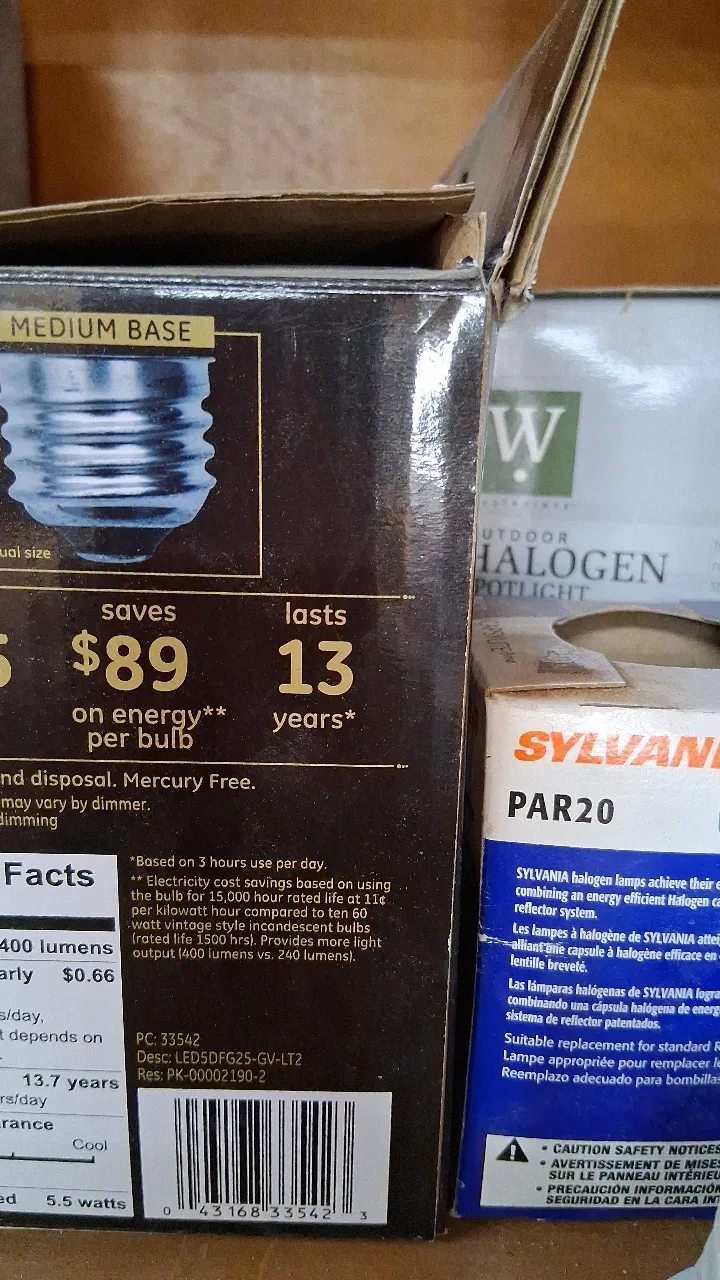 MEDIUM BASE
ual size
saves
$89
on energy**
per bulb
lasts
13
years*
nd disposal. Mercury Free.
may vary by dimmer.
dimming
Facts
400 lumens
arly $0.66
s/day,
t depends on
13.7 years
rs/day
rance
Cool
ed 5.5 watts
*Based on 3 hours use per day.
** Electricity cost savings based on using
the bulb for 15,000 hour rated life at 11¢
per kilowatt hour compared to ten 60
watt vintage style incandescent bulbs
(rated life 1500 hrs). Provides more light
output (400 lumens vs. 240 lumens).
PC: 33542
Desc: LED5DFG25-GV-LT2
Res: PK-00002190-2
0 43168 33542 3
W
UTDOOR
HALOGEN
POTLIGHT
SYLVANI
PAR20
SYLVANIA halogen lamps achieve their e
combining an energy efficient Halogen ca
reflector system.
Les lampes à halogène de SYLVANIA attei
alliant une capsule à halogène efficace en
lentille breveté.
Las lámparas halógenas de SYLVANIA logra
combinando una cápsula halógena de energ
sistema de reflector patentados.
Suitable replacement for standard R
Lampe appropriée pour remplacer le
Reemplazo adecuado para bombillas
• CAUTION SAFETY NOTICES
• AVERTISSEMENT DE MISES
SUR LE PANNEAU INTÉRIEU
• PRECAUCIÓN INFORMACIÓN
SEGURIDAD EN LA CARA INT